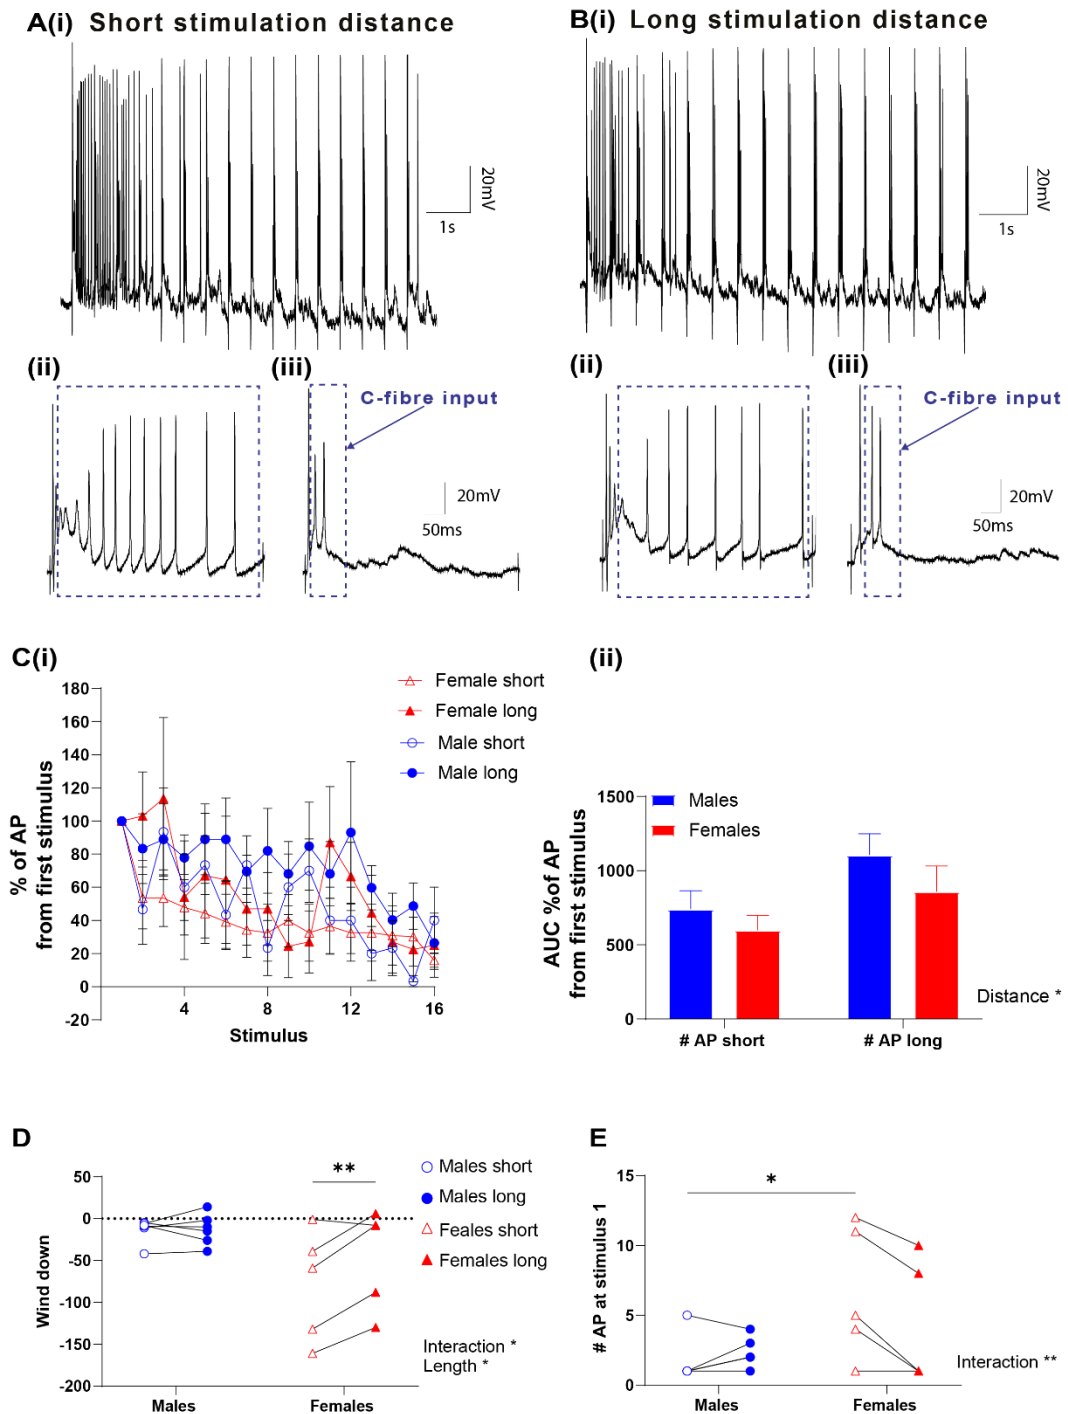 A(i) Short stimulation distance
B(i) Long stimulation distance
20mV
1s
20mV
1s
(ii)
(iii)
C-fibre input
20mV
50ms
(ii)
(iii)
C-fibre input
20mV
50ms
C(i)
% of AP
from first stimulus
180
160
140
120
100
80
60
40
20
0
-20
4
8
12
16
Stimulus
Female short
Female long
Male short
Male long
(ii)
AUC %of AP
from first stimulus
1500
1000
500
0
Males
Females
# AP short
# AP long
Distance *
D
Wind down
50
0
-50
-100
-150
-200
**
Males
Females
Males short
Males long
Feales short
Females long
Interaction *
Length *
E
# AP at stimulus 1
15
10
5
0
*
Males
Females
Interaction **